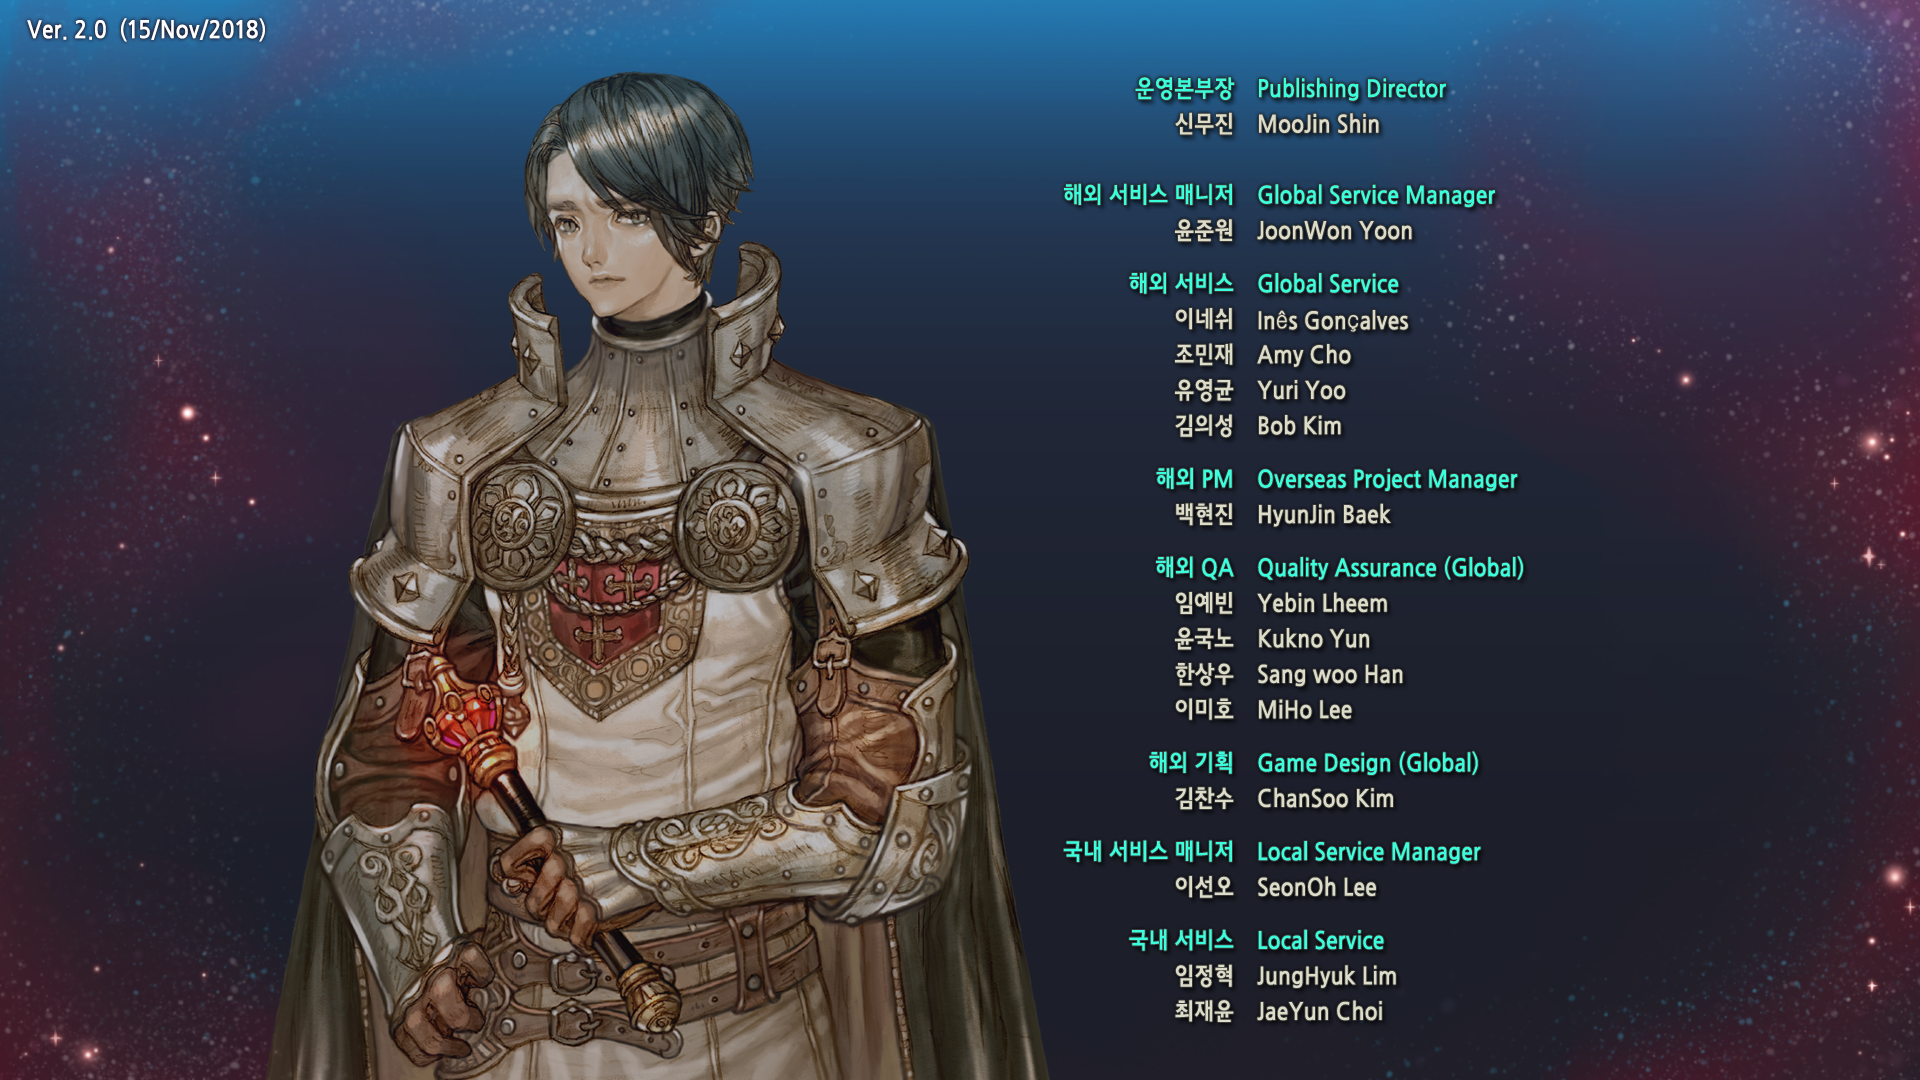 Ver. 2.0 (15/Nov/2018)
운영본부장 Publishing Director
신무진 MooJin Shin
해외 서비스 매니저 Global Service Manager
윤준원 JoonWon Yoon
해외 서비스 Global Service
이네쉬 Inês Gonçalves
조민재 Amy Cho
유영균 Yuri Yoo
김의성 Bob Kim
해외 PM Overseas Project Manager
백현진 HyunJin Baek
해외 QA Quality Assurance (Global)
임예빈 Yebin Lheem
윤국노 Kukno Yun
한상우 Sang woo Han
이미호 MiHo Lee
해외 기획 Game Design (Global)
김찬수 ChanSoo Kim
국내 서비스 매니저 Local Service Manager
이선오 SeonOh Lee
국내 서비스 Local Service
임정혁 JungHyuk Lim
최재윤 JaeYun Choi